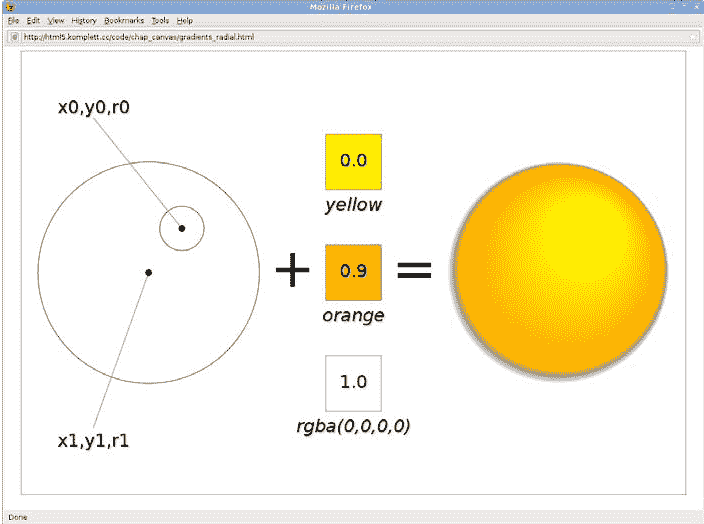 Mozilla Firefox
File Edit View History Bookmarks Tools Help
http://html5.komplett.cc/code/chap_canvas/gradients_radial.html
x0,y0,r0
0.0
yellow
+
0.9
=
orange
1.0
x1,y1,r1
rgba(0,0,0,0)
Done